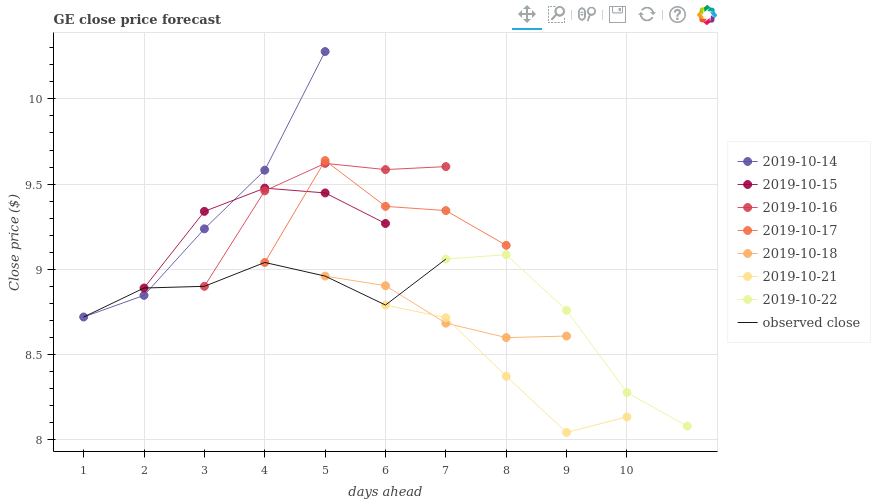 GE close price forecast
10
9.5
9
8.5
8
Close price ($)
1 2 3 4 5 6 7 8 9 10
days ahead
2019-10-14
2019-10-15
2019-10-16
2019-10-17
2019-10-18
2019-10-21
2019-10-22
observed close